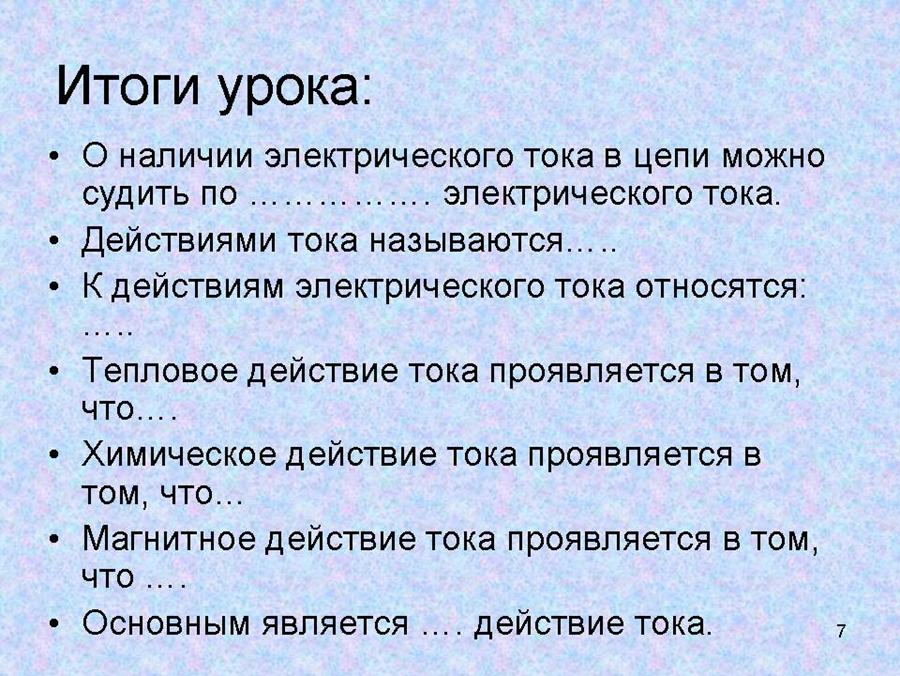 Итоги урока:
• О наличии электрического тока в цепи можно
судить по ……………. электрического тока.
• Действиями тока называются…..
• К действиям электрического тока относятся:
…..
• Тепловое действие тока проявляется в том,
что….
• Химическое действие тока проявляется в
том, что…
• Магнитное действие тока проявляется в том,
что ….
• Основным является …. действие тока.
7